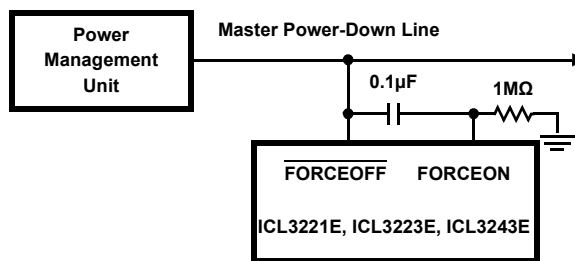 Power
Management
Unit
Master Power-Down Line
0.1µF
1MΩ
FORCEOFF FORCEON
ICL3221E, ICL3223E, ICL3243E